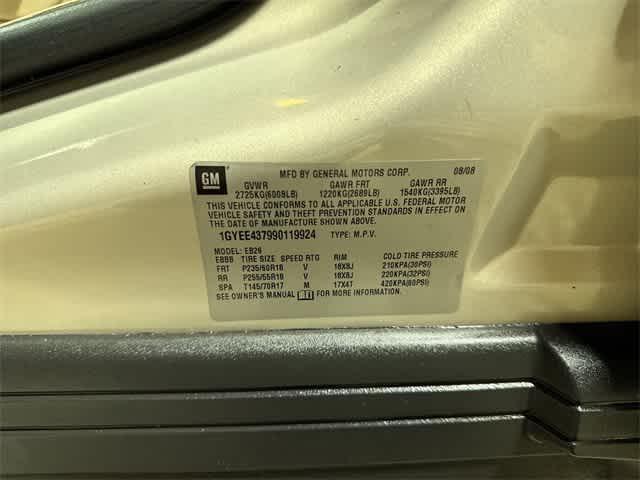 GM
MFD BY GENERAL MOTORS CORP. 08/08
GVWR GAWR FRT GAWR RR
2725KG(6008LB) 1220KG(2689LB) 1540KG(3395LB)
THIS VEHICLE CONFORMS TO ALL APPLICABLE U.S. FEDERAL MOTOR
VEHICLE SAFETY AND THEFT PREVENTION STANDARDS IN EFFECT ON
THE DATE OF MANUFACTURE SHOWN ABOVE.
1GYEE437990119924 TYPE: M.P.V.
MODEL: EB26
EBBB TIRE SIZE SPEED RTG RIM COLD TIRE PRESSURE
FRT P235/60R18 V 18X8J 210KPA(30PSI)
RR P255/55R18 V 18X8J 220KPA(32PSI)
SPA T145/70R17 M 17X4T 420KPA(60PSI)
SEE OWNER'S MANUAL FOR MORE INFORMATION.